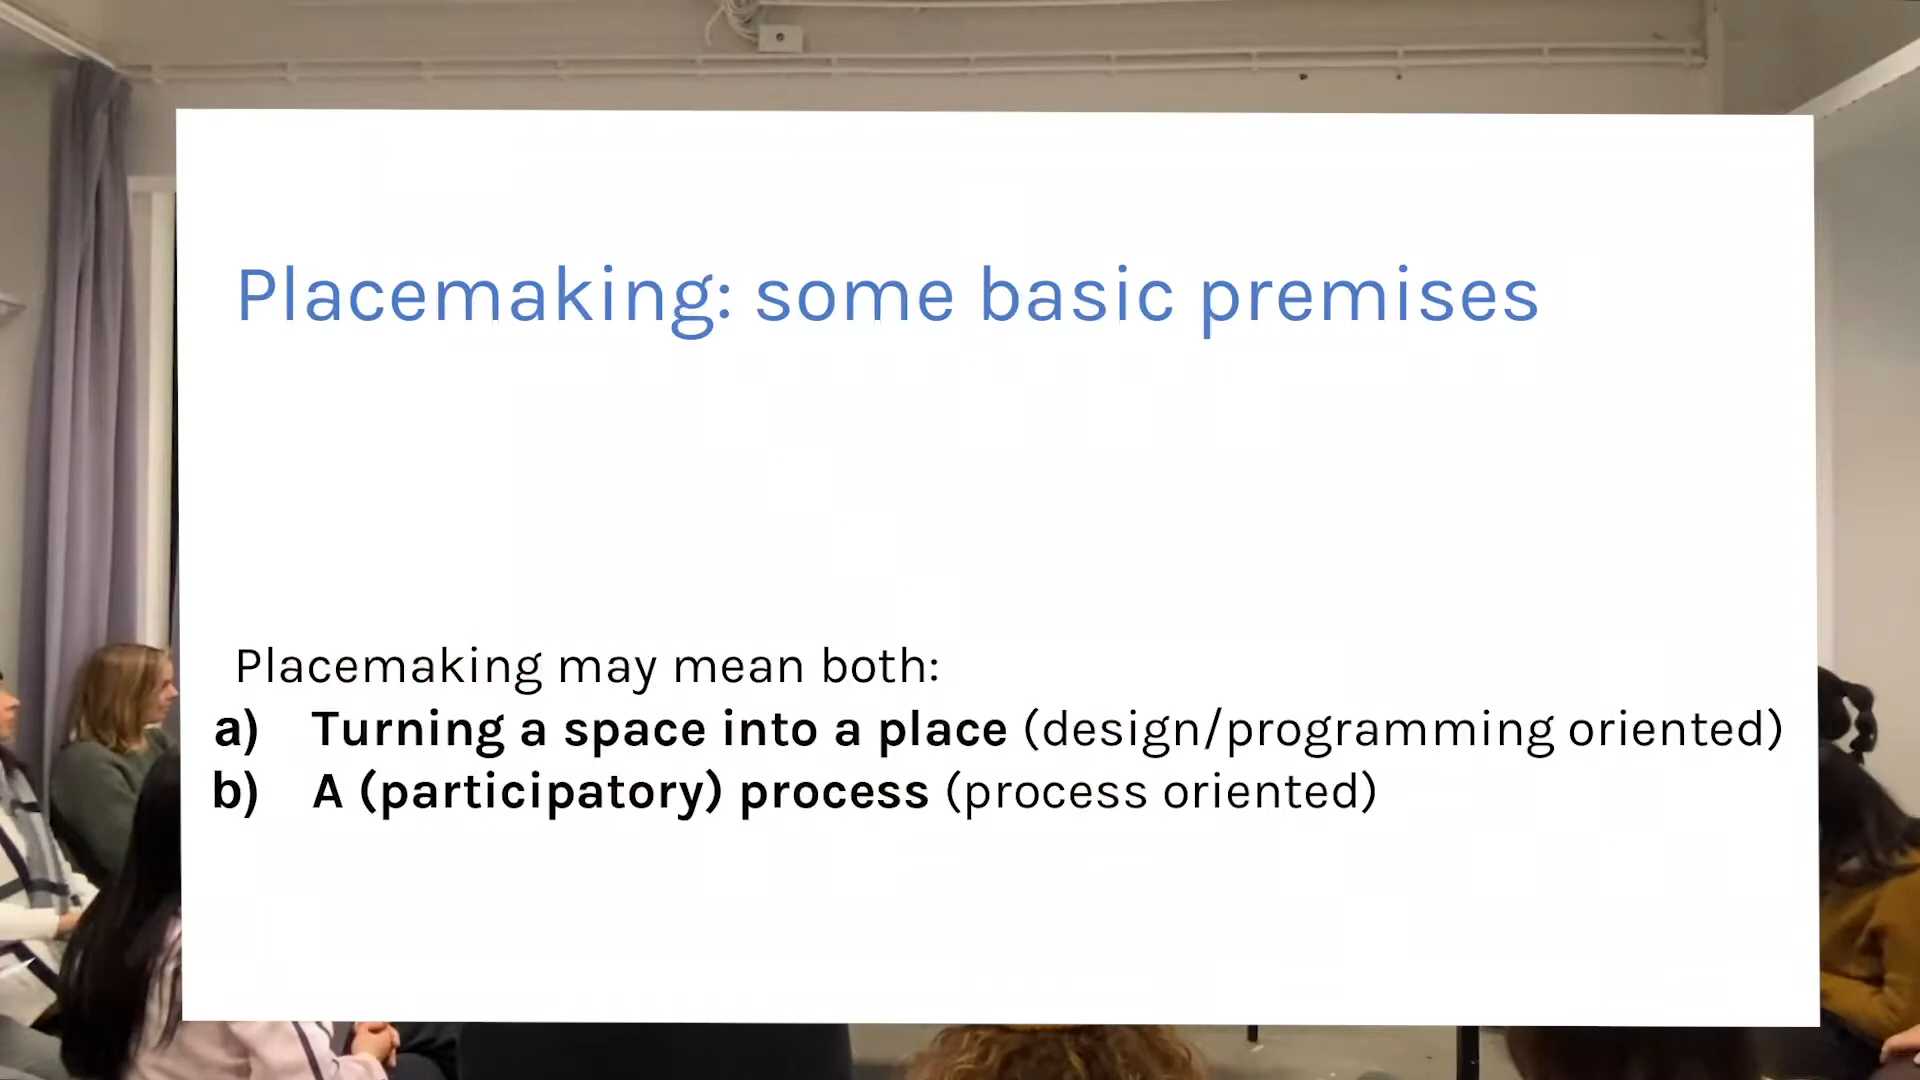 Placemaking: some basic premises
Placemaking may mean both:
a) Turning a space into a place (design/programming oriented)
b) A (participatory) process (process oriented)